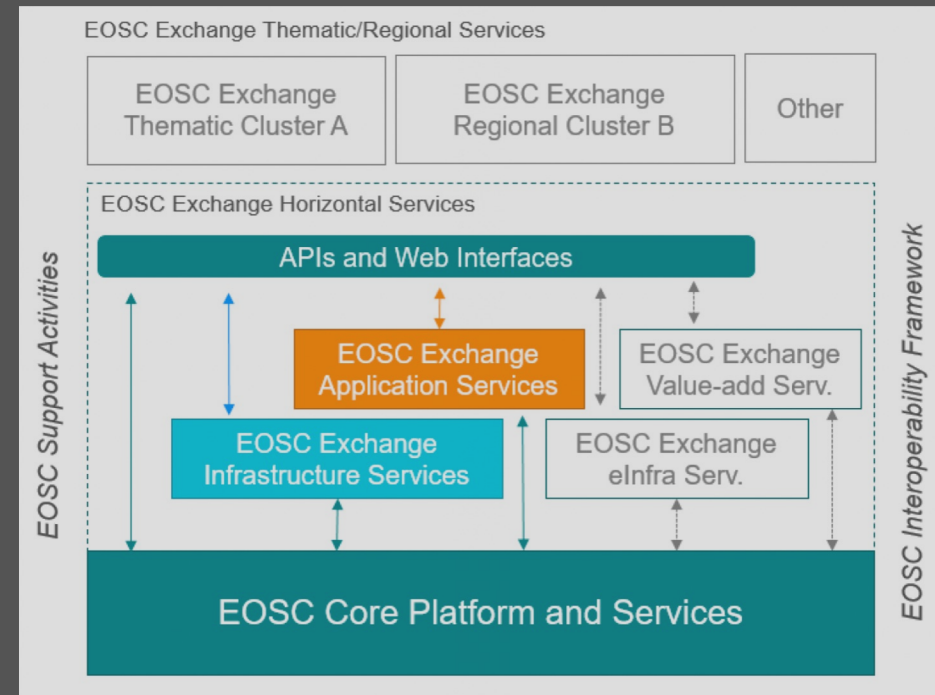 EOSC Exchange Thematic/Regional Services
EOSC Exchange
Thematic Cluster A
EOSC Exchange
Regional Cluster B
Other
EOSC Exchange Horizontal Services
APIs and Web Interfaces
EOSC Exchange
Application Services
EOSC Exchange
Value-add Serv.
EOSC Exchange
Infrastructure Services
EOSC Exchange
eInfra Serv.
EOSC Core Platform and Services
EOSC Support Activities
EOSC Interoperability Framework